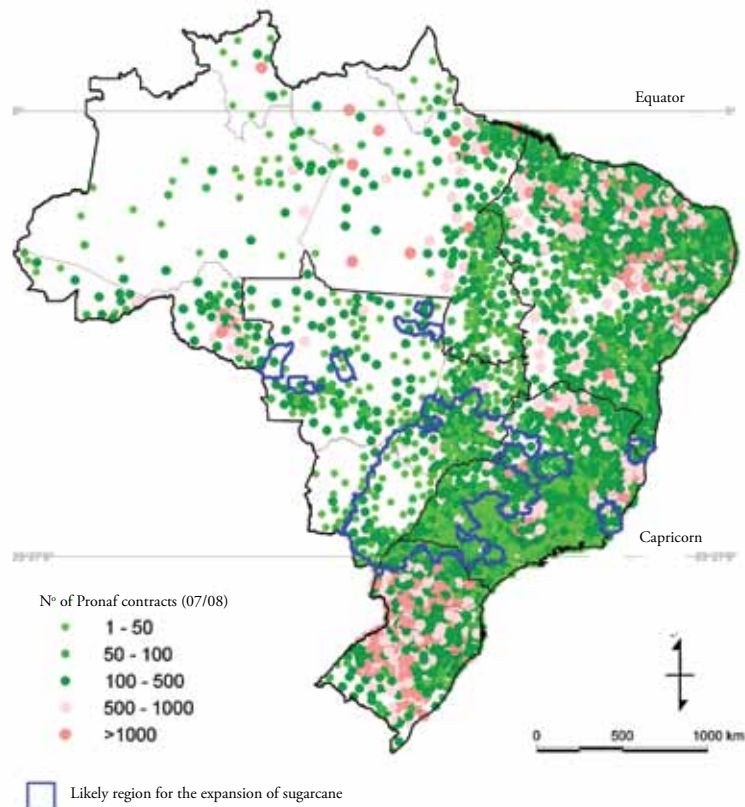 Equator
0°
Capricorn
Nº of Pronaf contracts (07/08)
1 - 50
50 - 100
100 - 500
500 - 1000
>1000
0 500 1000 km
Likely region for the expansion of sugarcane